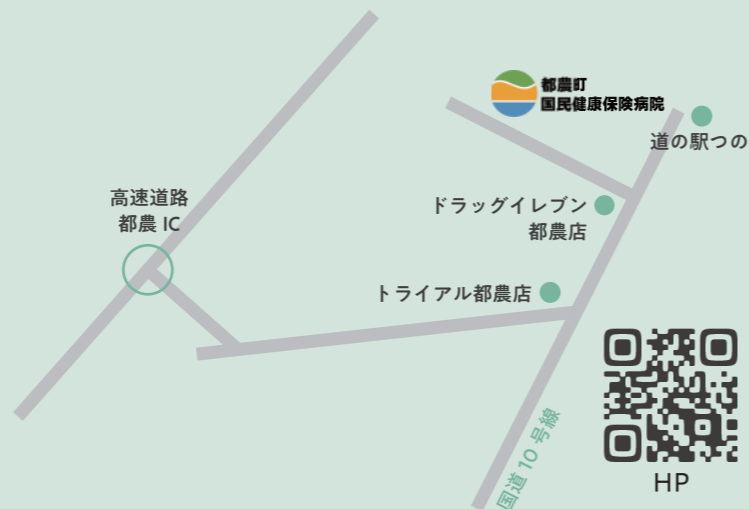 都農町
国民健康保険病院
道の駅つの
高速道路
都農 IC
ドラッグイレブン
都農店
トライアル都農店
国道 10 号線
HP